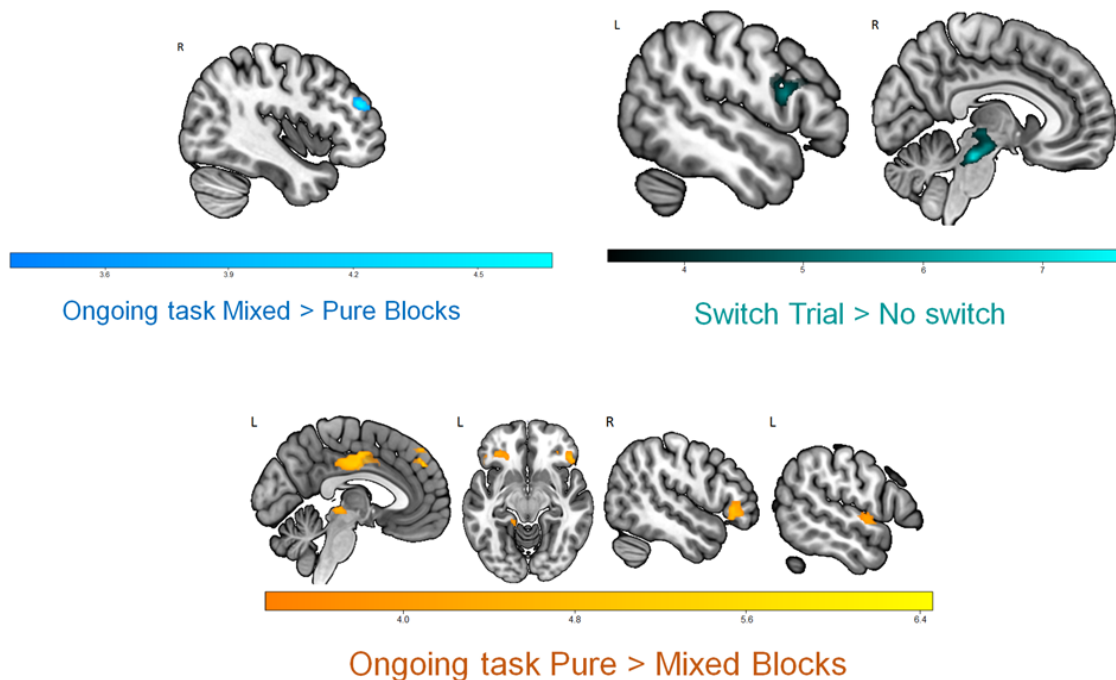 R
L R
3.6 3.9 4.2 4.5
4 5 6 7
Ongoing task Mixed > Pure Blocks
Switch Trial > No switch
L L R L
4.0 4.8 5.6 6.4
Ongoing task Pure > Mixed Blocks